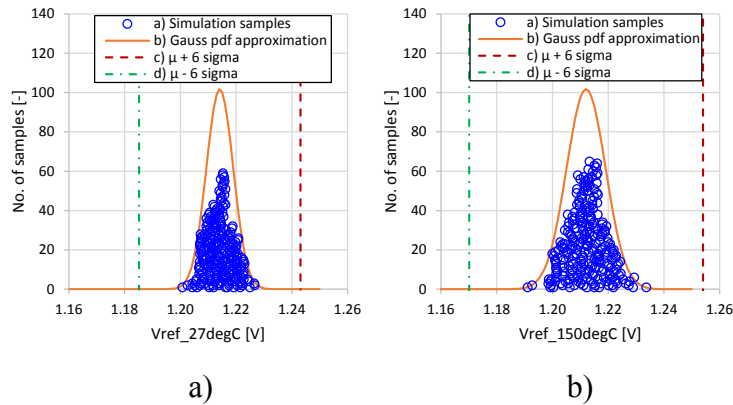 a) Simulation samples
b) Gauss pdf approximation
c) μ + 6 sigma
d) μ - 6 sigma
No. of samples [-]
140
120
100
80
60
40
20
0
1.16 1.18 1.20 1.22 1.24 1.26
Vref_27degC [V]
a)
a) Simulation samples
b) Gauss pdf approximation
c) μ + 6 sigma
d) μ - 6 sigma
No. of samples [-]
140
120
100
80
60
40
20
0
1.16 1.18 1.20 1.22 1.24 1.26
Vref_150degC [V]
b)